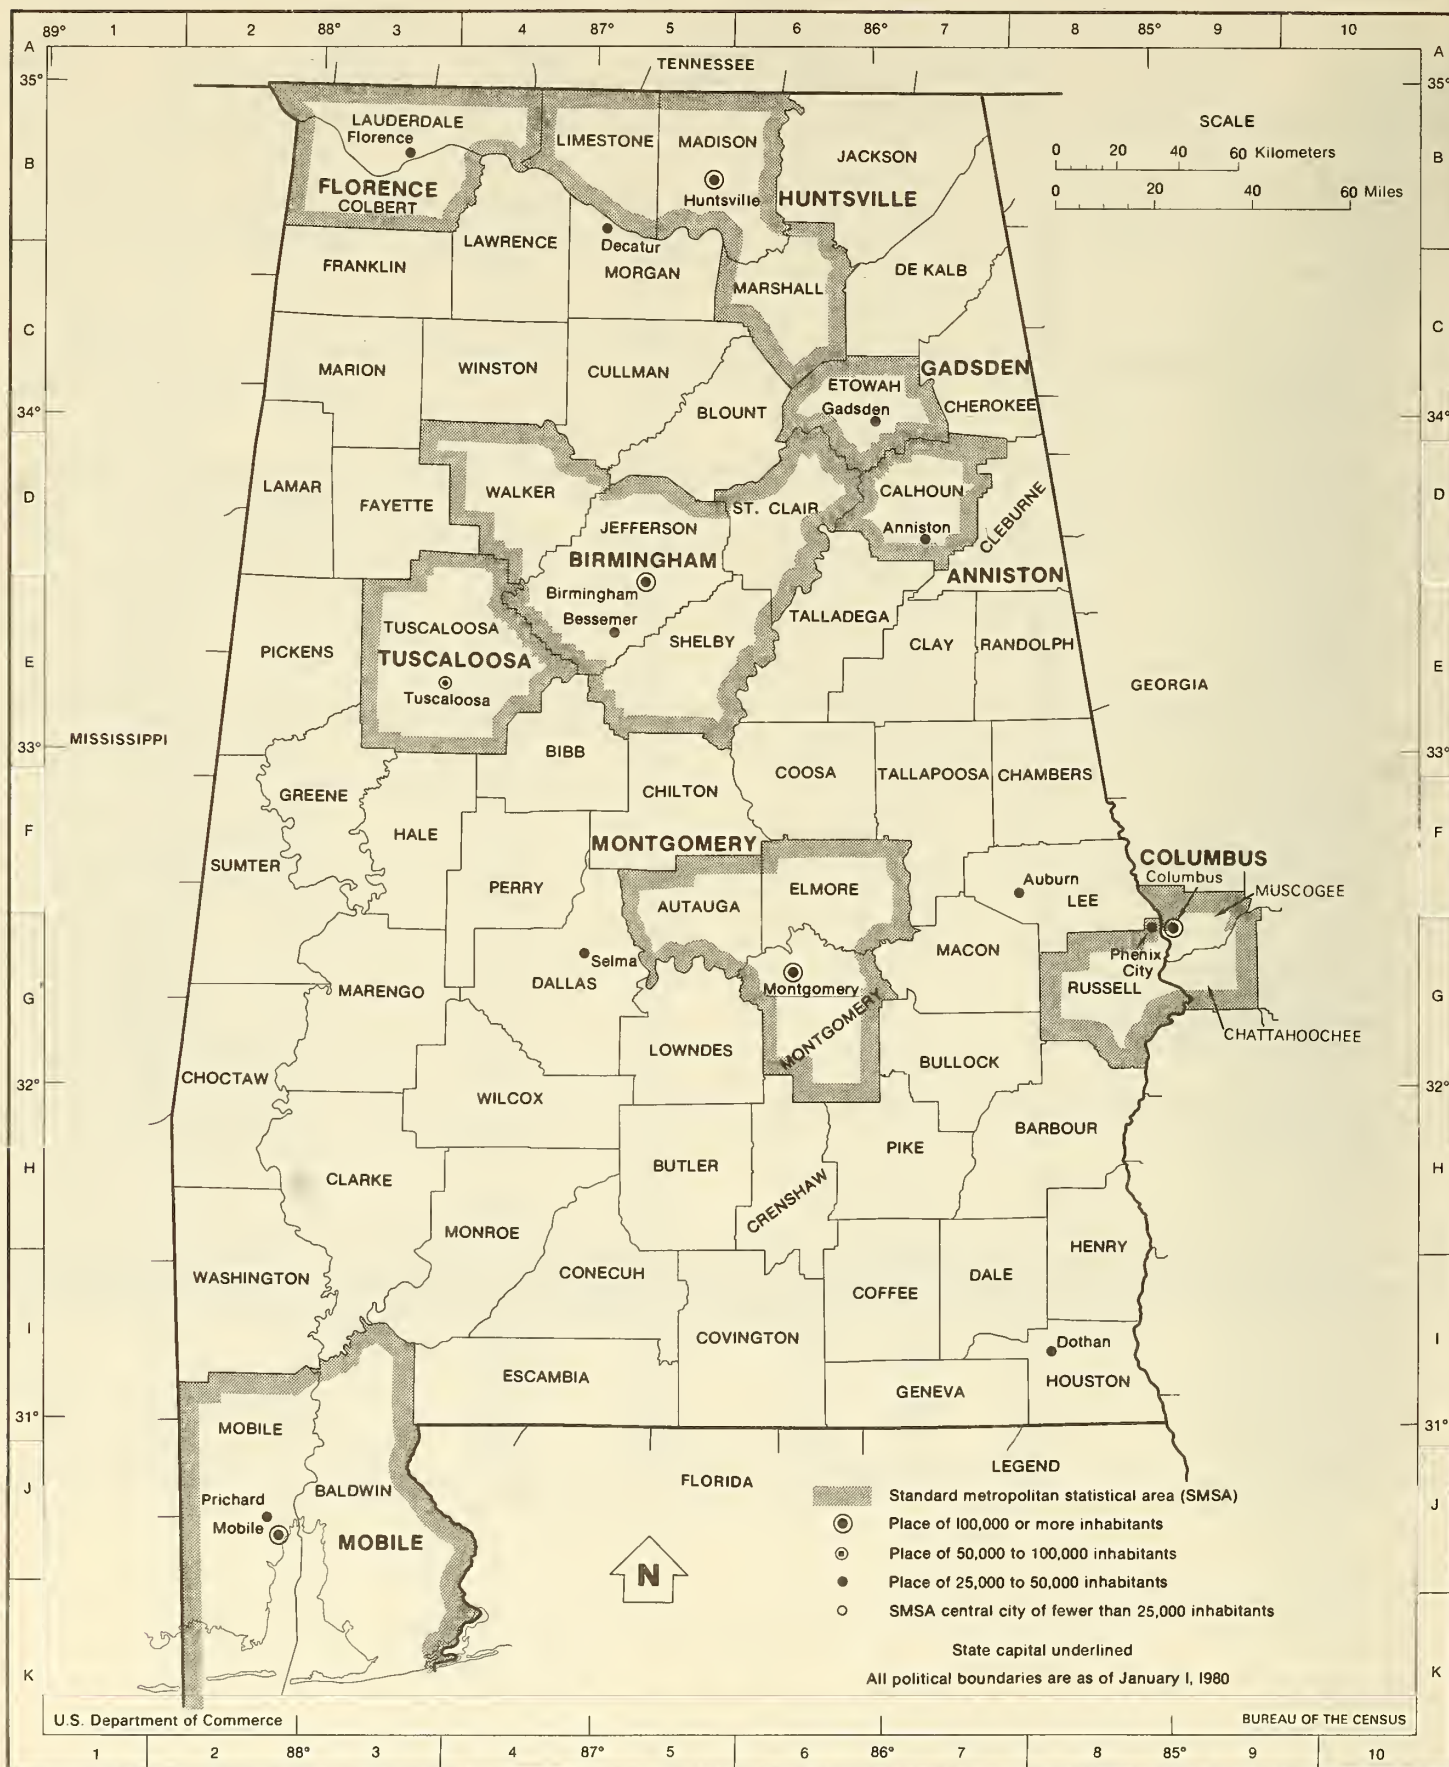 89° 1 2 88° 3 4 87° 5 6 86° 7 8 85° 9 10
A A
35° 35°
TENNESSEE
SCALE
0 20 40 60 Kilometers
0 20 40 60 Miles
B B
LAUDERDALE
Florence
FLORENCE
COLBERT
LIMESTONE
MADISON
Huntsville
HUNTSVILLE
JACKSON
LAWRENCE
Decatur
MORGAN
FRANKLIN
MARSHALL
DE KALB
C C
MARION
WINSTON
CULLMAN
BLOUNT
ETOWAH
Gadsden
GADSDEN
CHEROKEE
34° 34°
D D
LAMAR
FAYETTE
WALKER
JEFFERSON
BIRMINGHAM
Birmingham
Bessemer
ST. CLAIR
CALHOUN
Anniston
CLEBURNE
ANNISTON
TALLADEGA
E E
PICKENS
TUSCALOOSA
TUSCALOOSA
Tuscaloosa
SHELBY
CLAY
RANDOLPH
GEORGIA
MISSISSIPPI
33° 33°
BIBB
COOSA
TALLAPOOSA
CHAMBERS
GREENE
CHILTON
F F
HALE
SUMTER
PERRY
MONTGOMERY
AUTAUGA
ELMORE
Auburn
LEE
COLUMBUS
Columbus
MUSCOGEE
Selma
DALLAS
Montgomery
MONTGOMERY
MACON
Phenix
City
RUSSELL
G G
MARENGO
CHATTAHOOCHEE
LOWNDES
BULLOCK
CHOCTAW
32° 32°
WILCOX
BARBOUR
PIKE
H H
BUTLER
CLARKE
CRENSHAW
MONROE
HENRY
WASHINGTON
CONECUH
DALE
COFFEE
I I
COVINGTON
Dothan
HOUSTON
ESCAMBIA
GENEVA
31° 31°
MOBILE
J J
Prichard
Mobile
BALDWIN
MOBILE
FLORIDA
N
LEGEND
Standard metropolitan statistical area (SMSA)
Place of 100,000 or more inhabitants
Place of 50,000 to 100,000 inhabitants
Place of 25,000 to 50,000 inhabitants
SMSA central city of fewer than 25,000 inhabitants
State capital underlined
All political boundaries are as of January 1, 1980
K K
U.S. Department of Commerce
BUREAU OF THE CENSUS
1 2 88° 3 4 87° 5 6 86° 7 8 85° 9 10